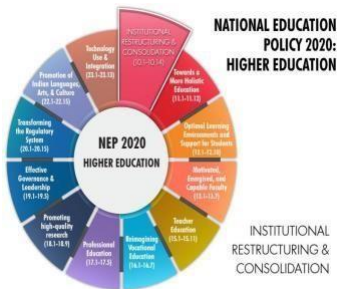 NATIONAL EDUCATION
POLICY 2020:
HIGHER EDUCATION
INSTITUTIONAL
RESTRUCTURING &
CONSOLIDATION
(10.1-10.14)
Towards a
More Holistic
Education
(11.1-11.13)
Optimal Learning
Environments and
Support for Students
(12.1-12.10)
Motivated,
Energized, and
Capable Faculty
(13.1-13.7)
Teacher
Education
(15.1-15.11)
Reimagining
Vocational
Education
(16.1-16.7)
Professional
Education
(17.1-17.5)
Promoting
high-quality
research
(18.1-18.9)
Effective
Governance &
Leadership
(19.1-19.5)
Transforming
the Regulatory
System
(20.1-20.15)
Promotion of
Indian Languages,
Arts, & Culture
(22.1-22.15)
Technology
Use &
Integration
(23.1-23.13)
NEP 2020
HIGHER EDUCATION
INSTITUTIONAL
RESTRUCTURING &
CONSOLIDATION